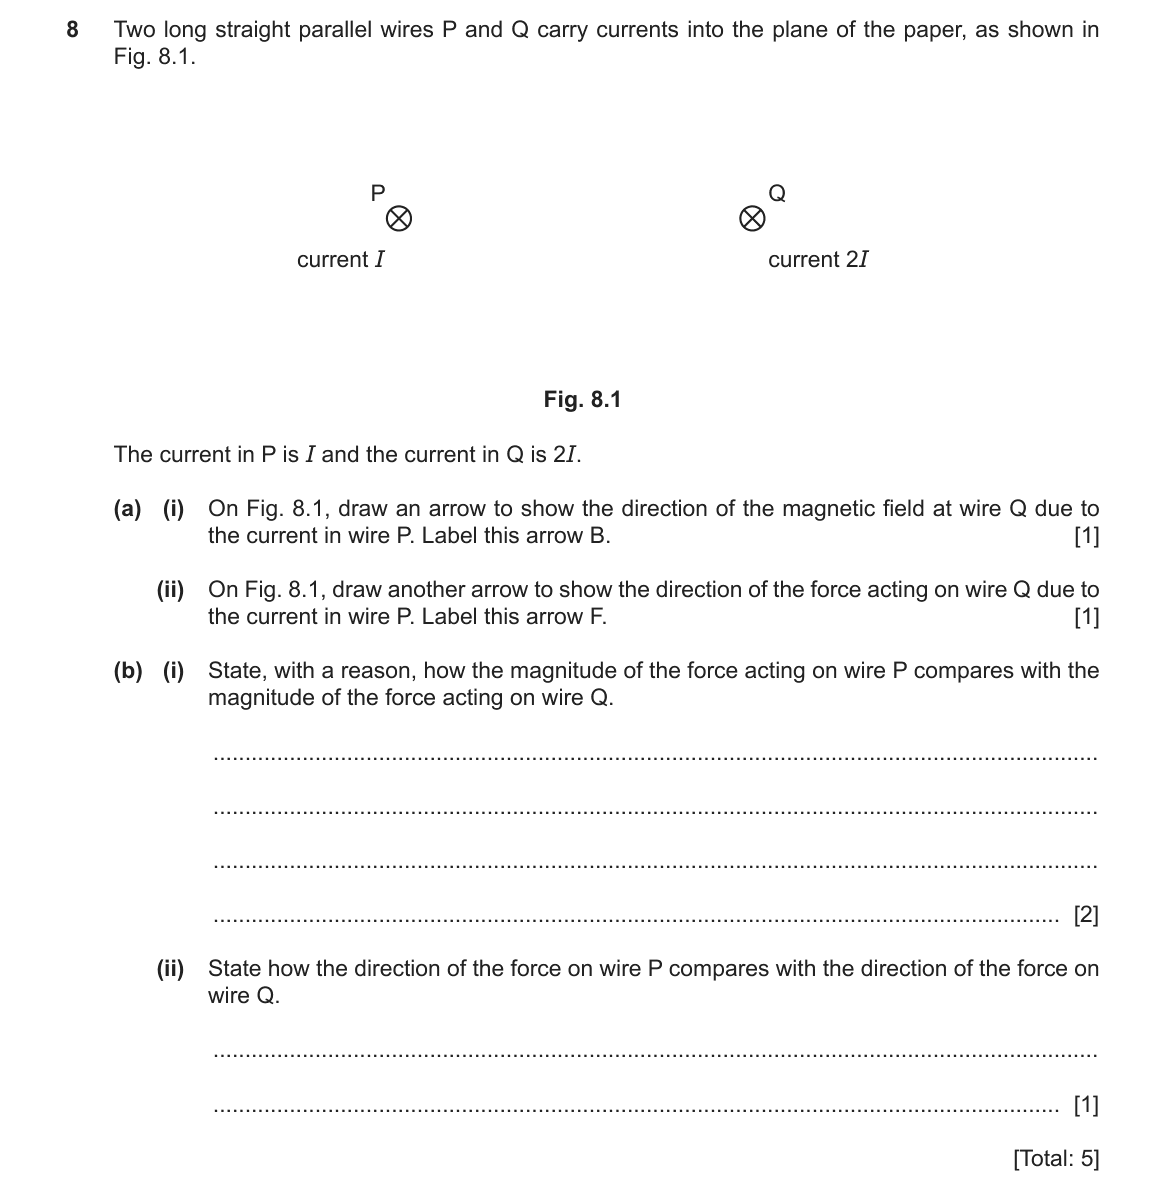 8 Two long straight parallel wires P and Q carry currents into the plane of the paper, as shown in
Fig. 8.1.
P
Q
current I
current 2I
Fig. 8.1
The current in P is I and the current in Q is 2I.
(a) (i) On Fig. 8.1, draw an arrow to show the direction of the magnetic field at wire Q due to
the current in wire P. Label this arrow B. [1]
(ii) On Fig. 8.1, draw another arrow to show the direction of the force acting on wire Q due to
the current in wire P. Label this arrow F. [1]
(b) (i) State, with a reason, how the magnitude of the force acting on wire P compares with the
magnitude of the force acting on wire Q.
..........................................................................................................................................
..........................................................................................................................................
..........................................................................................................................................
.................................................................................................................................... [2]
(ii) State how the direction of the force on wire P compares with the direction of the force on
wire Q.
..........................................................................................................................................
.................................................................................................................................... [1]
[Total: 5]